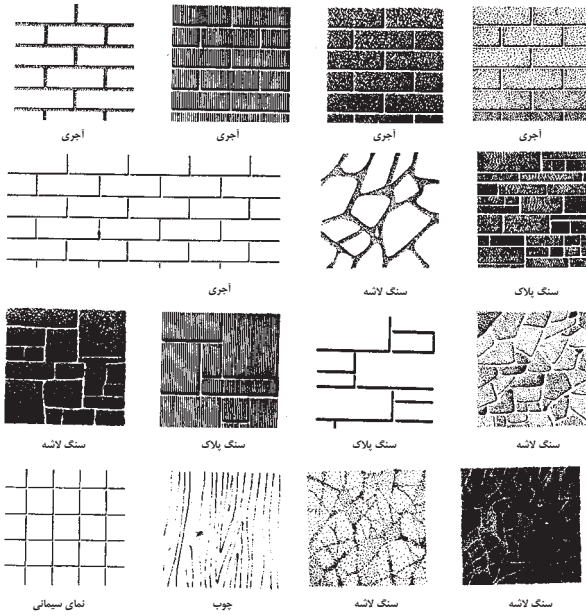 آجری آجری آجری آجری
سنگ پلاک سنگ لاشه آجری
سنگ لاشه سنگ پلاک سنگ پلاک سنگ لاشه
سنگ لاشه سنگ لاشه چوب نمای سیمانی